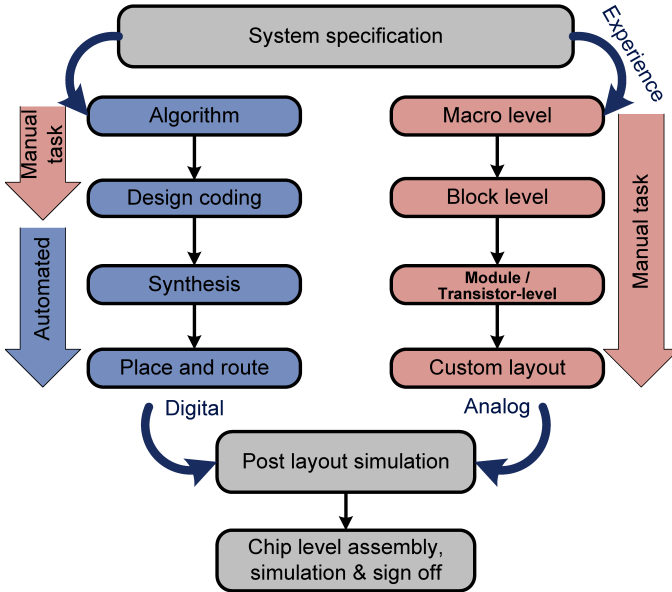 System specification
Experience
Algorithm
Macro level
Manual
task
Design coding
Block level
Manual task
Automated
Synthesis
Module /
Transistor-level
Place and route
Custom layout
Digital
Analog
Post layout simulation
Chip level assembly,
simulation & sign off